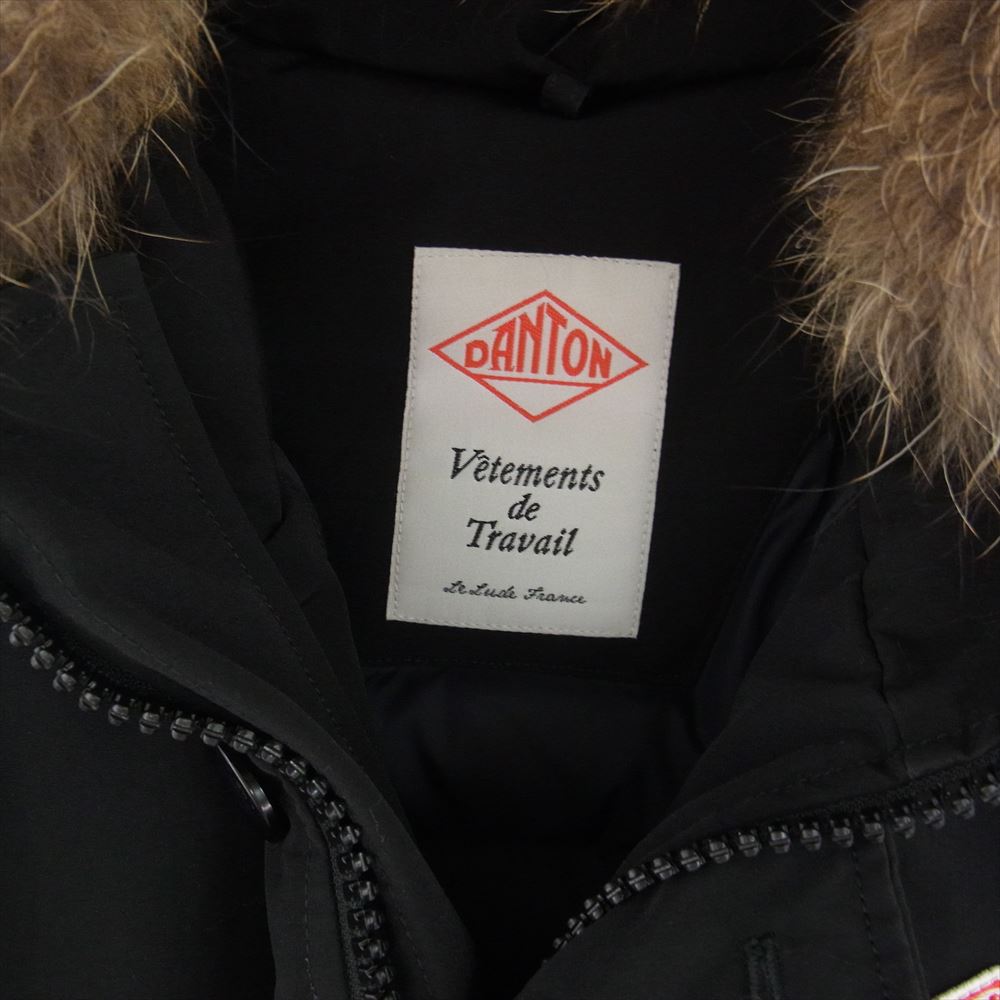 DANTON
Vêtements
de
Travail
Le Lude France